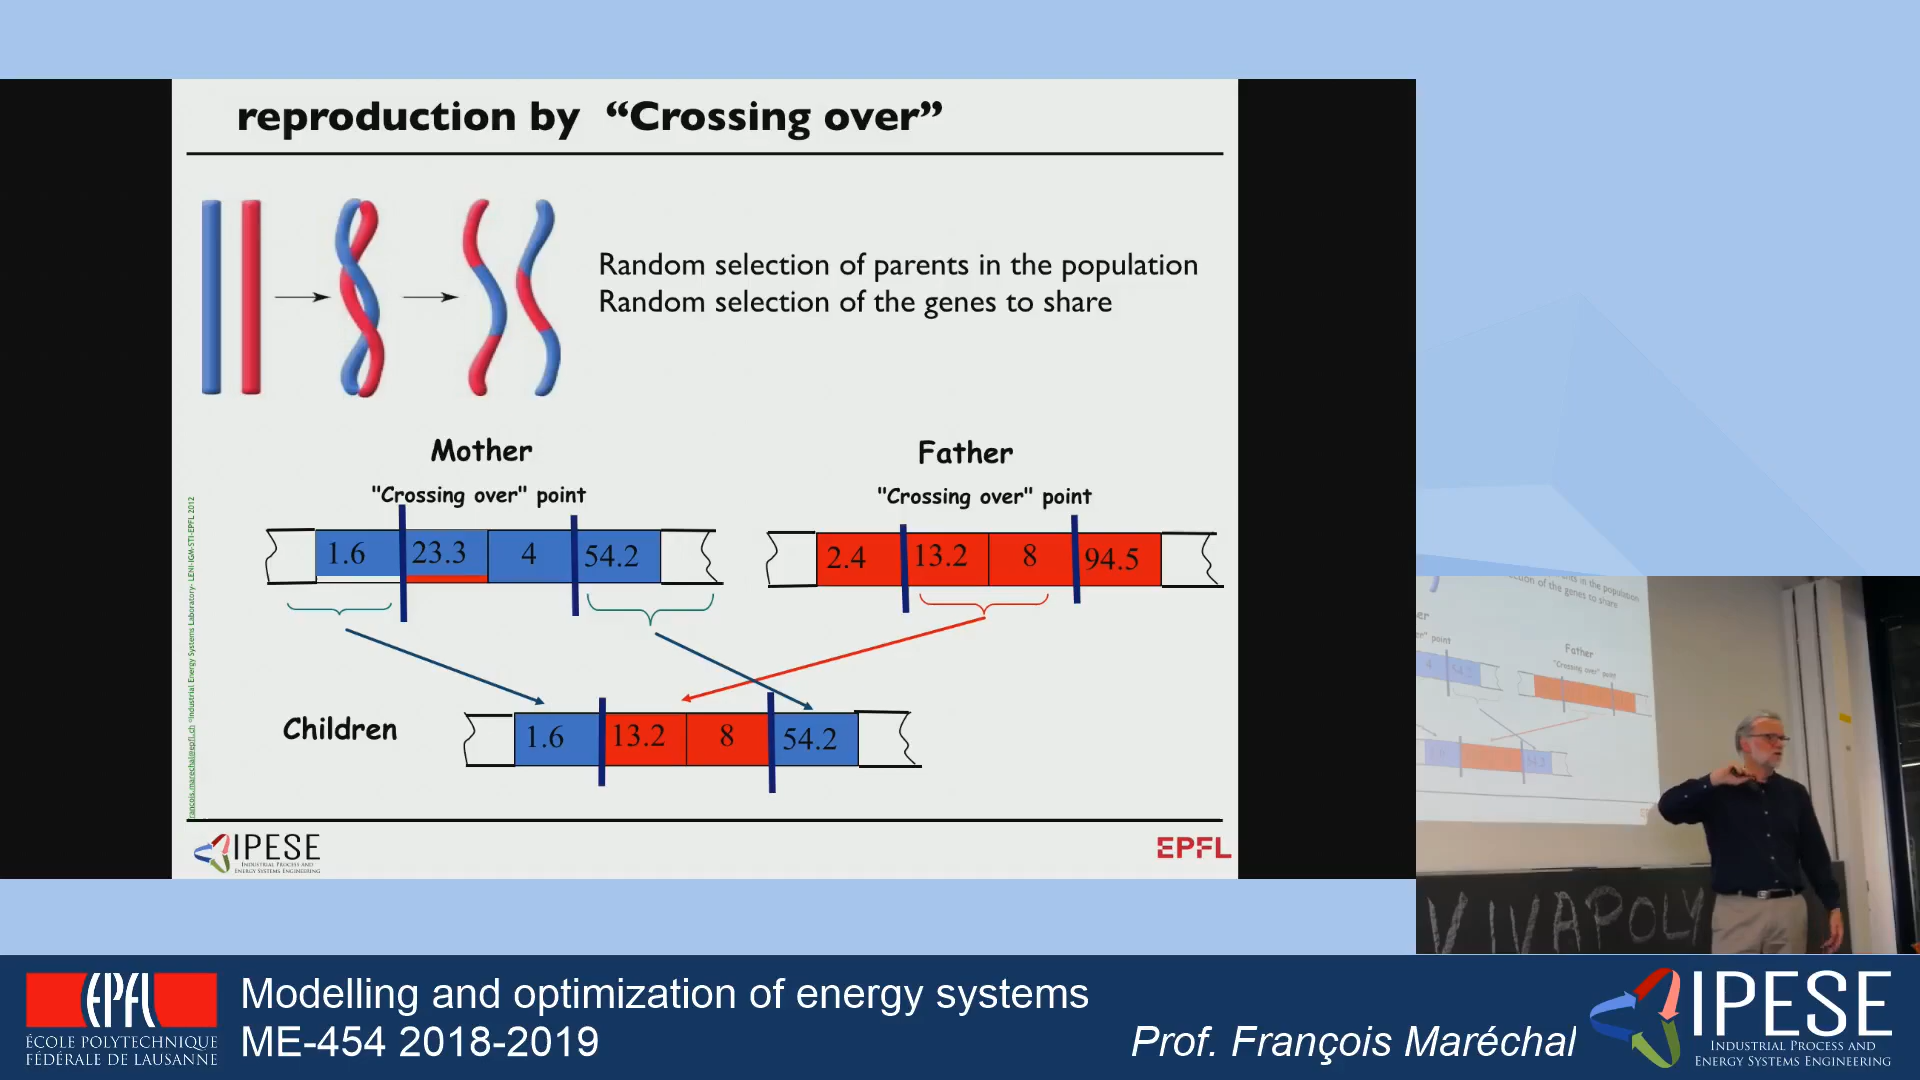 reproduction by “Crossing over”
Random selection of parents in the population
Random selection of the genes to share
Mother
"Crossing over" point
1.6 23.3 4 54.2
Father
"Crossing over" point
2.4 13.2 8 94.5
Children
1.6 13.2 8 54.2
IPESE
INDUSTRIAL PROCESS AND
ENERGY SYSTEMS ENGINEERING
EPFL
Father
"Crossing over" point
VIVAPOLY
EPFL
ÉCOLE POLYTECHNIQUE
FÉDÉRALE DE LAUSANNE
Modelling and optimization of energy systems
ME-454 2018-2019
Prof. François Maréchal
IPESE
INDUSTRIAL PROCESS AND
ENERGY SYSTEMS ENGINEERING